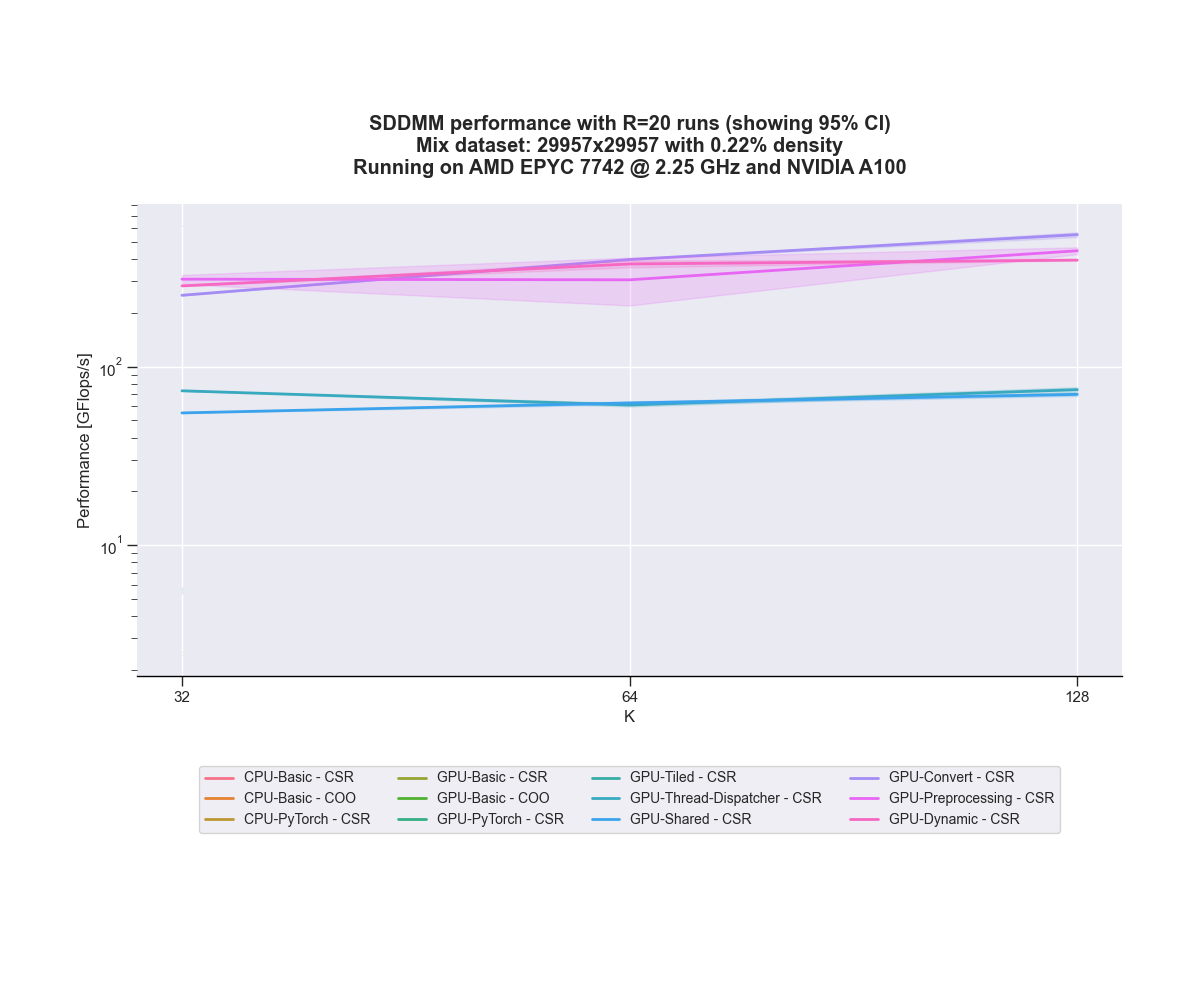 SDDMM performance with R=20 runs (showing 95% CI)
Mix dataset: 29957x29957 with 0.22% density
Running on AMD EPYC 7742 @ 2.25 GHz and NVIDIA A100
Performance [GFlops/s]
10²
10¹
32 64 128
K
CPU-Basic - CSR GPU-Basic - CSR GPU-Tiled - CSR GPU-Convert - CSR
CPU-Basic - COO GPU-Basic - COO GPU-Thread-Dispatcher - CSR GPU-Preprocessing - CSR
CPU-PyTorch - CSR GPU-PyTorch - CSR GPU-Shared - CSR GPU-Dynamic - CSR